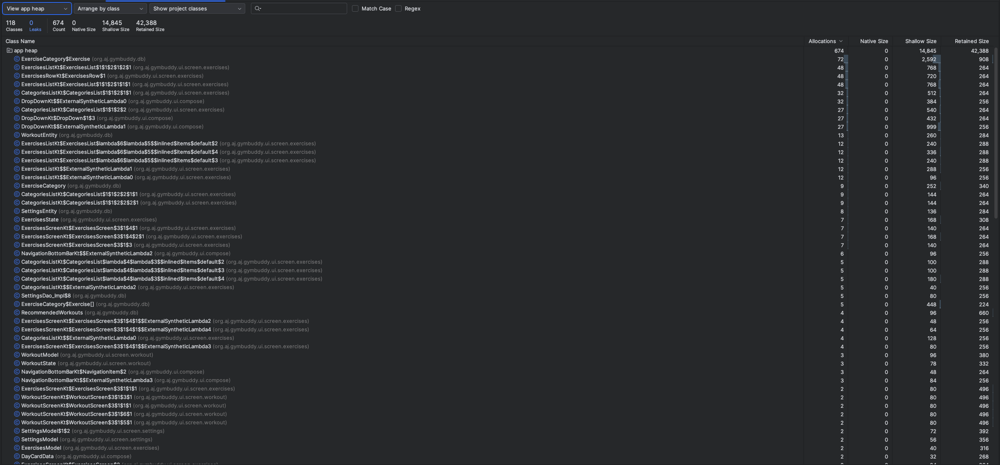 View app heap Arrange by class Show project classes Match Case Regex
118 0 674 0 14,845 42,388
Classes Leaks Count Native Size Shallow Size Retained Size
Class Name Allocations Native Size Shallow Size Retained Size
app heap 674 0 14,845 42,388
ExerciseCategory$Exercise (org.aj.gymbuddy.db) 72 0 2,592 908
ExercisesListKt$ExercisesList$1$1$2$1$2$1 (org.aj.gymbuddy.ui.screen.exercises) 48 0 768 264
ExercisesRowKt$ExercisesRow$1 (org.aj.gymbuddy.ui.screen.exercises) 48 0 720 264
ExercisesListKt$ExercisesList$1$1$2$1$1$1 (org.aj.gymbuddy.ui.screen.exercises) 48 0 768 264
CategoriesListKt$CategoriesList$1$1$2$1$1 (org.aj.gymbuddy.ui.screen.exercises) 32 0 512 264
DropDownKt$$ExternalSyntheticLambda0 (org.aj.gymbuddy.ui.compose) 32 0 384 256
CategoriesListKt$CategoriesList$1$1$2$2 (org.aj.gymbuddy.ui.screen.exercises) 27 0 540 264
DropDownKt$DropDown$1$3 (org.aj.gymbuddy.ui.compose) 27 0 432 264
DropDownKt$$ExternalSyntheticLambda1 (org.aj.gymbuddy.ui.compose) 27 0 999 256
WorkoutEntity (org.aj.gymbuddy.db) 13 0 260 284
ExercisesListKt$ExercisesList$lambda$6$lambda$5$$inlined$items$default$2 (org.aj.gymbuddy.ui.screen.exercises) 12 0 240 288
ExercisesListKt$ExercisesList$lambda$6$lambda$5$$inlined$items$default$4 (org.aj.gymbuddy.ui.screen.exercises) 12 0 336 288
ExercisesListKt$ExercisesList$lambda$6$lambda$5$$inlined$items$default$3 (org.aj.gymbuddy.ui.screen.exercises) 12 0 240 288
ExercisesListKt$$ExternalSyntheticLambda1 (org.aj.gymbuddy.ui.screen.exercises) 12 0 288 256
ExercisesListKt$$ExternalSyntheticLambda0 (org.aj.gymbuddy.ui.screen.exercises) 12 0 96 256
ExerciseCategory (org.aj.gymbuddy.db) 9 0 252 340
CategoriesListKt$CategoriesList$1$1$2$2$1$1 (org.aj.gymbuddy.ui.screen.exercises) 9 0 144 264
CategoriesListKt$CategoriesList$1$1$2$2$2$1 (org.aj.gymbuddy.ui.screen.exercises) 9 0 144 264
SettingsEntity (org.aj.gymbuddy.db) 8 0 136 284
ExercisesState (org.aj.gymbuddy.ui.screen.exercises) 7 0 168 308
ExercisesScreenKt$ExercisesScreen$3$1$4$1 (org.aj.gymbuddy.ui.screen.exercises) 7 0 140 264
ExercisesScreenKt$ExercisesScreen$3$1$4$2$1 (org.aj.gymbuddy.ui.screen.exercises) 7 0 168 264
ExercisesScreenKt$ExercisesScreen$3$1$3 (org.aj.gymbuddy.ui.screen.exercises) 7 0 140 264
NavigationBottomBarKt$$ExternalSyntheticLambda2 (org.aj.gymbuddy.ui.compose) 6 0 96 256
CategoriesListKt$CategoriesList$lambda$4$lambda$3$$inlined$items$default$2 (org.aj.gymbuddy.ui.screen.exercises) 5 0 100 288
CategoriesListKt$CategoriesList$lambda$4$lambda$3$$inlined$items$default$3 (org.aj.gymbuddy.ui.screen.exercises) 5 0 100 288
CategoriesListKt$CategoriesList$lambda$4$lambda$3$$inlined$items$default$4 (org.aj.gymbuddy.ui.screen.exercises) 5 0 180 288
CategoriesListKt$$ExternalSyntheticLambda2 (org.aj.gymbuddy.ui.screen.exercises) 5 0 40 256
SettingsDao_Impl$8 (org.aj.gymbuddy.db) 5 0 80 256
ExerciseCategory$Exercise[] (org.aj.gymbuddy.db) 5 0 448 224
RecommendedWorkouts (org.aj.gymbuddy.db) 4 0 96 660
ExercisesScreenKt$ExercisesScreen$3$1$4$1$$ExternalSyntheticLambda2 (org.aj.gymbuddy.ui.screen.exercises) 4 0 48 256
ExercisesScreenKt$ExercisesScreen$3$1$4$1$$ExternalSyntheticLambda4 (org.aj.gymbuddy.ui.screen.exercises) 4 0 64 256
CategoriesListKt$$ExternalSyntheticLambda0 (org.aj.gymbuddy.ui.screen.exercises) 4 0 128 256
ExercisesScreenKt$ExercisesScreen$3$1$4$1$$ExternalSyntheticLambda3 (org.aj.gymbuddy.ui.screen.exercises) 4 0 80 256
WorkoutModel (org.aj.gymbuddy.ui.screen.workout) 3 0 96 380
WorkoutState (org.aj.gymbuddy.ui.screen.workout) 3 0 78 332
NavigationBottomBarKt$NavigationItem$2 (org.aj.gymbuddy.ui.compose) 3 0 48 264
NavigationBottomBarKt$$ExternalSyntheticLambda3 (org.aj.gymbuddy.ui.compose) 3 0 84 256
ExercisesScreenKt$ExercisesScreen$3$1$1$1 (org.aj.gymbuddy.ui.screen.exercises) 2 0 80 496
WorkoutScreenKt$WorkoutScreen$3$1$3$1 (org.aj.gymbuddy.ui.screen.workout) 2 0 80 496
WorkoutScreenKt$WorkoutScreen$3$1$1$1 (org.aj.gymbuddy.ui.screen.workout) 2 0 80 496
WorkoutScreenKt$WorkoutScreen$3$1$6$1 (org.aj.gymbuddy.ui.screen.workout) 2 0 80 496
WorkoutScreenKt$WorkoutScreen$3$1$5$1 (org.aj.gymbuddy.ui.screen.workout) 2 0 80 496
SettingsModel$1$2 (org.aj.gymbuddy.ui.screen.settings) 2 0 72 392
SettingsModel (org.aj.gymbuddy.ui.screen.settings) 2 0 56 356
ExercisesModel (org.aj.gymbuddy.ui.screen.exercises) 2 0 40 316
DayCardData (org.aj.gymbuddy.ui.compose) 2 0 32 268